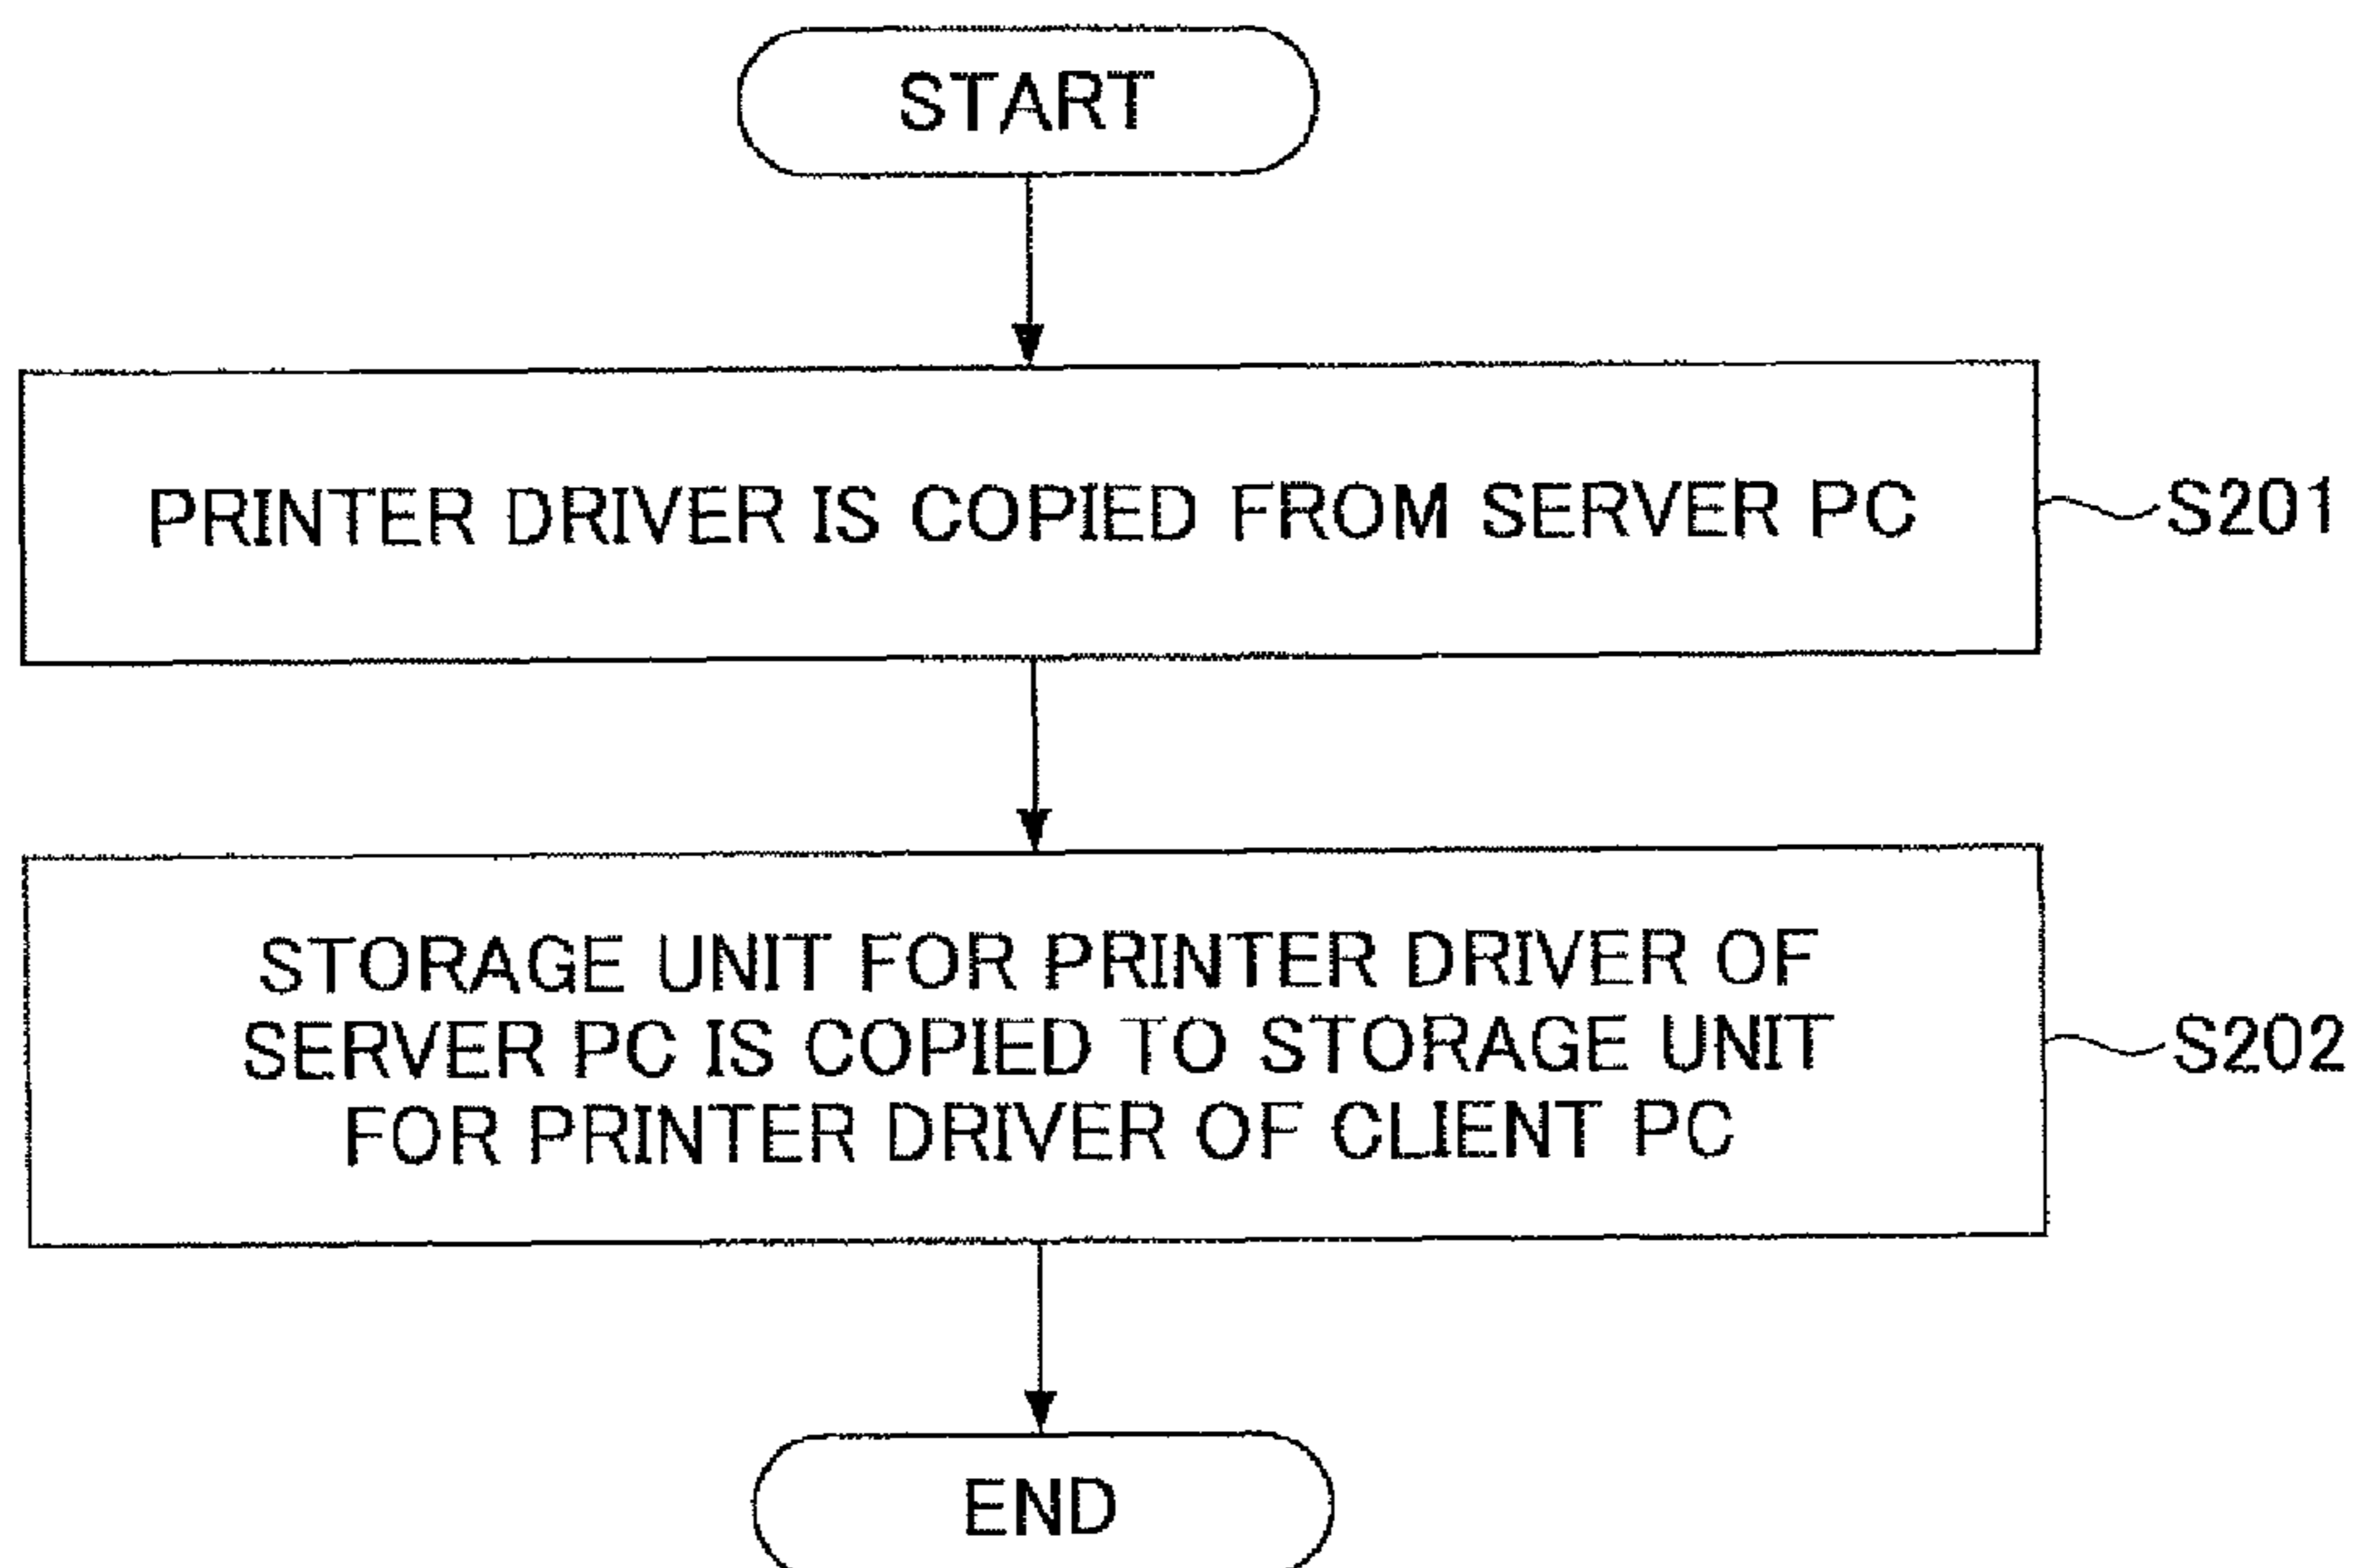 START
PRINTER DRIVER IS COPIED FROM SERVER PC
S201
STORAGE UNIT FOR PRINTER DRIVER OF
SERVER PC IS COPIED TO STORAGE UNIT
FOR PRINTER DRIVER OF CLIENT PC
S202
END